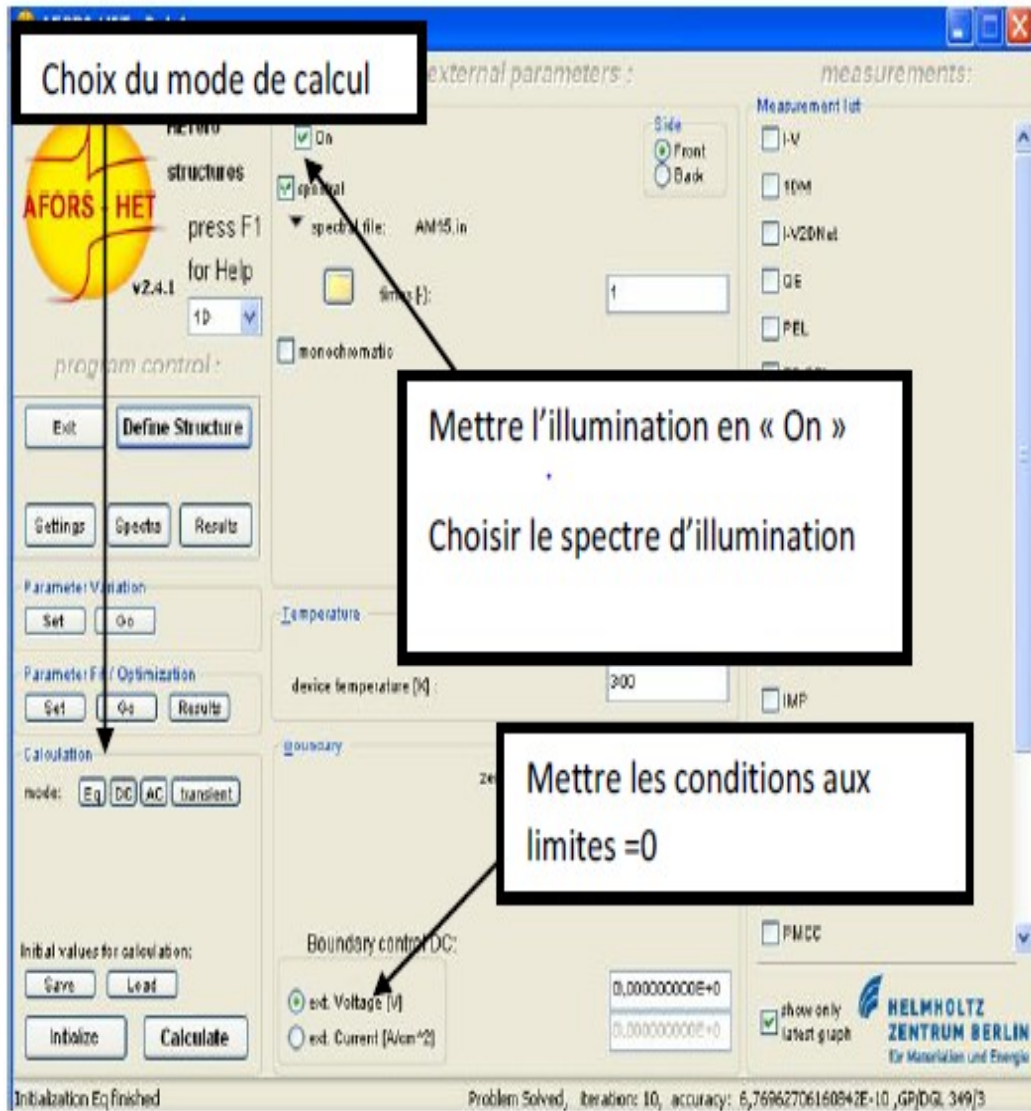 Choix du mode de calcul
external parameters :
measurements:
structures
AFORS - HET
press F1
for Help
v2.4.1
1D
program control :
Exit
Define Structure
Settings
Spectra
Results
Parameter Variation
Set
Go
Parameter Fit / Optimization
Set
Go
Results
Calculation
mode:
Eq
DC
AC
transient
Initial values for calculation:
Save
Load
Initialize
Calculate
On
Side
Front
Back
spectral
spectral file:
AM15.in
times [-]:
1
monochromatic
Mettre l’illumination en « On »
Choisir le spectre d’illumination
Temperature
device temperature [K] :
300
Boundary
Mettre les conditions aux
limites =0
Boundary control DC:
ext. Voltage [V]
0,000000000E+0
ext. Current [A/cm^2]
0,000000000E+0
Measurement list
I-V
1DM
I-V2DNet
QE
PEL
IMP
PMCC
show only
latest graph
HELMHOLTZ
ZENTRUM BERLIN
für Materialien und Energie
Initialization Eq finished
Problem Solved, iteration: 10, accuracy: 6,76962706160842E-10 ,GP/DGL 349/3